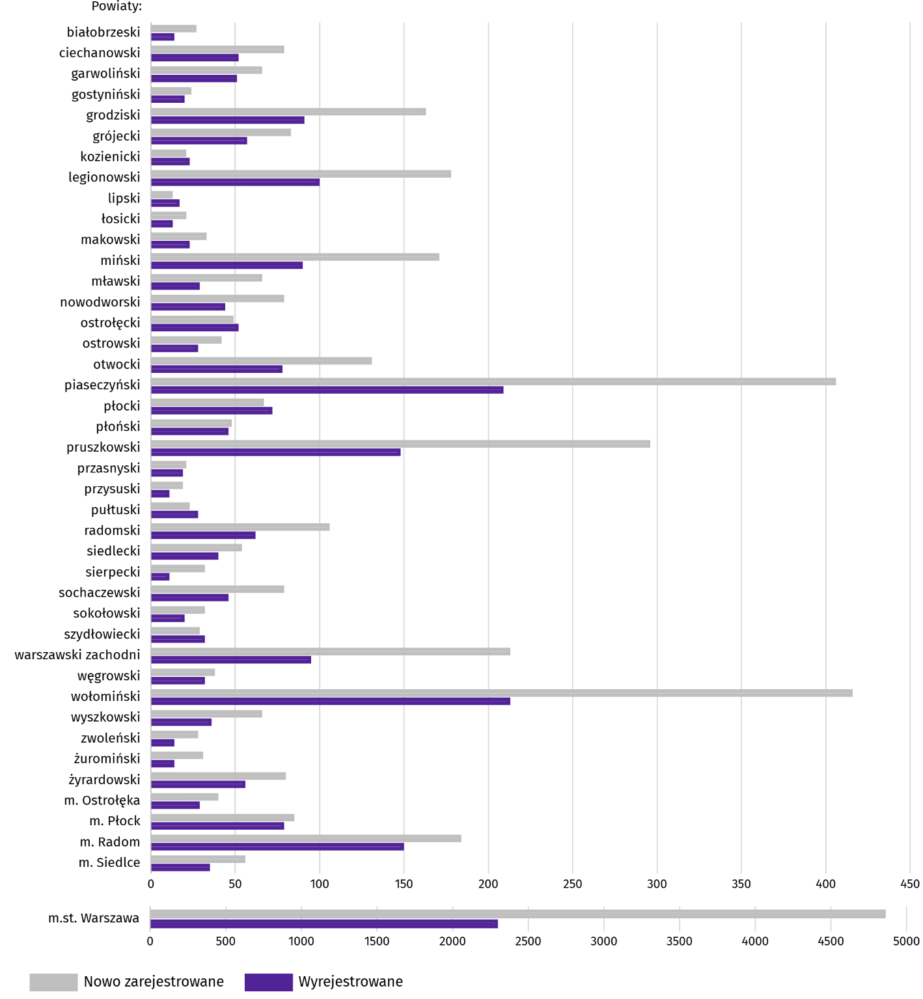 Powiaty:
białobrzeski
ciechanowski
garwoliński
gostyniński
grodziski
grójecki
kozienicki
legionowski
lipski
łosicki
makowski
miński
mławski
nowodworski
ostrołęcki
ostrowski
otwocki
piaseczyński
płocki
płoński
pruszkowski
przasnyski
przysuski
pułtuski
radomski
siedlecki
sierpecki
sochaczewski
sokołowski
szydłowiecki
warszawski zachodni
węgrowski
wołomiński
wyszkowski
zwoleński
żuromiński
żyrardowski
m. Ostrołęka
m. Płock
m. Radom
m. Siedlce
0 50 100 150 200 250 300 350 400 450
m.st. Warszawa
0 500 1000 1500 2000 2500 3000 3500 4000 4500 5000
Nowo zarejestrowane Wyrejestrowane